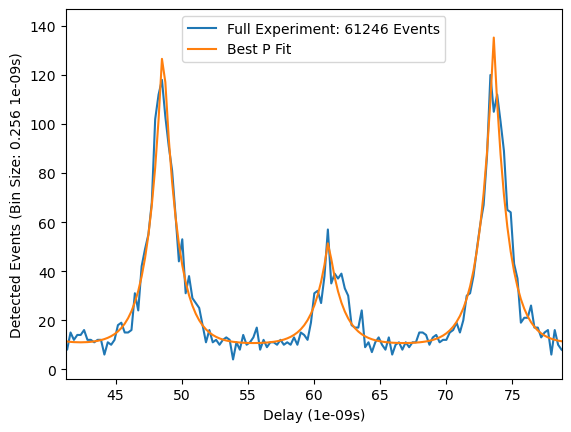 Full Experiment: 61246 Events
Best P Fit
Detected Events (Bin Size: 0.256 1e-09s)
140
120
100
80
60
40
20
0
45 50 55 60 65 70 75
Delay (1e-09s)